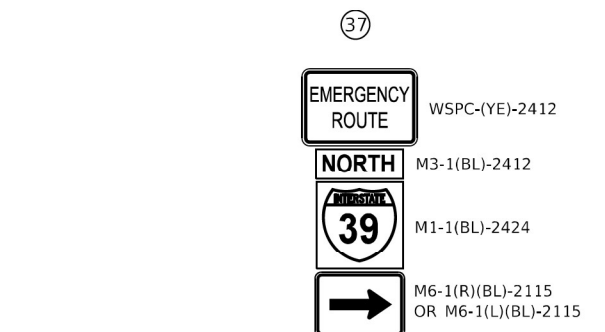 37
EMERGENCY
ROUTE
WSPC-(YE)-2412
NORTH
M3-1(BL)-2412
INTERSTATE
39
M1-1(BL)-2424
M6-1(R)(BL)-2115
OR M6-1(L)(BL)-2115